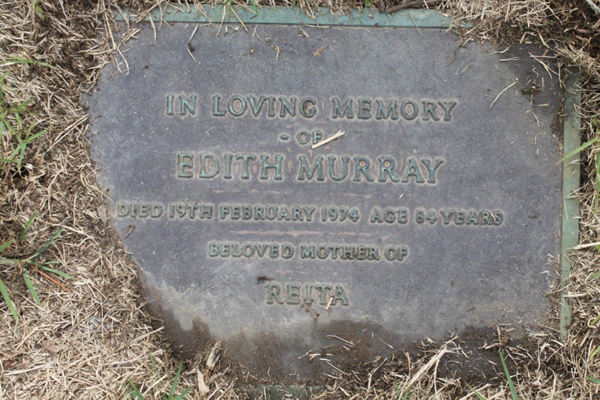 IN LOVING MEMORY
- OF -
EDITH MURRAY
DIED 19TH FEBRUARY 1974 AGE 84 YEARS
BELOVED MOTHER OF
REITA